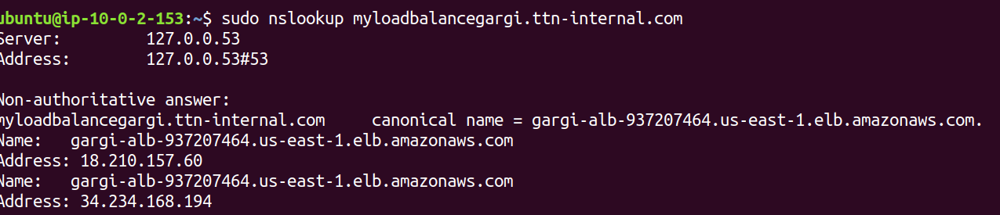 ubuntu@ip-10-0-2-153:~$ sudo nslookup myloadbalancegargi.ttn-internal.com
Server: 127.0.0.53
Address: 127.0.0.53#53
Non-authoritative answer:
myloadbalancegargi.ttn-internal.com canonical name = gargi-alb-937207464.us-east-1.elb.amazonaws.com.
Name: gargi-alb-937207464.us-east-1.elb.amazonaws.com
Address: 18.210.157.60
Name: gargi-alb-937207464.us-east-1.elb.amazonaws.com
Address: 34.234.168.194